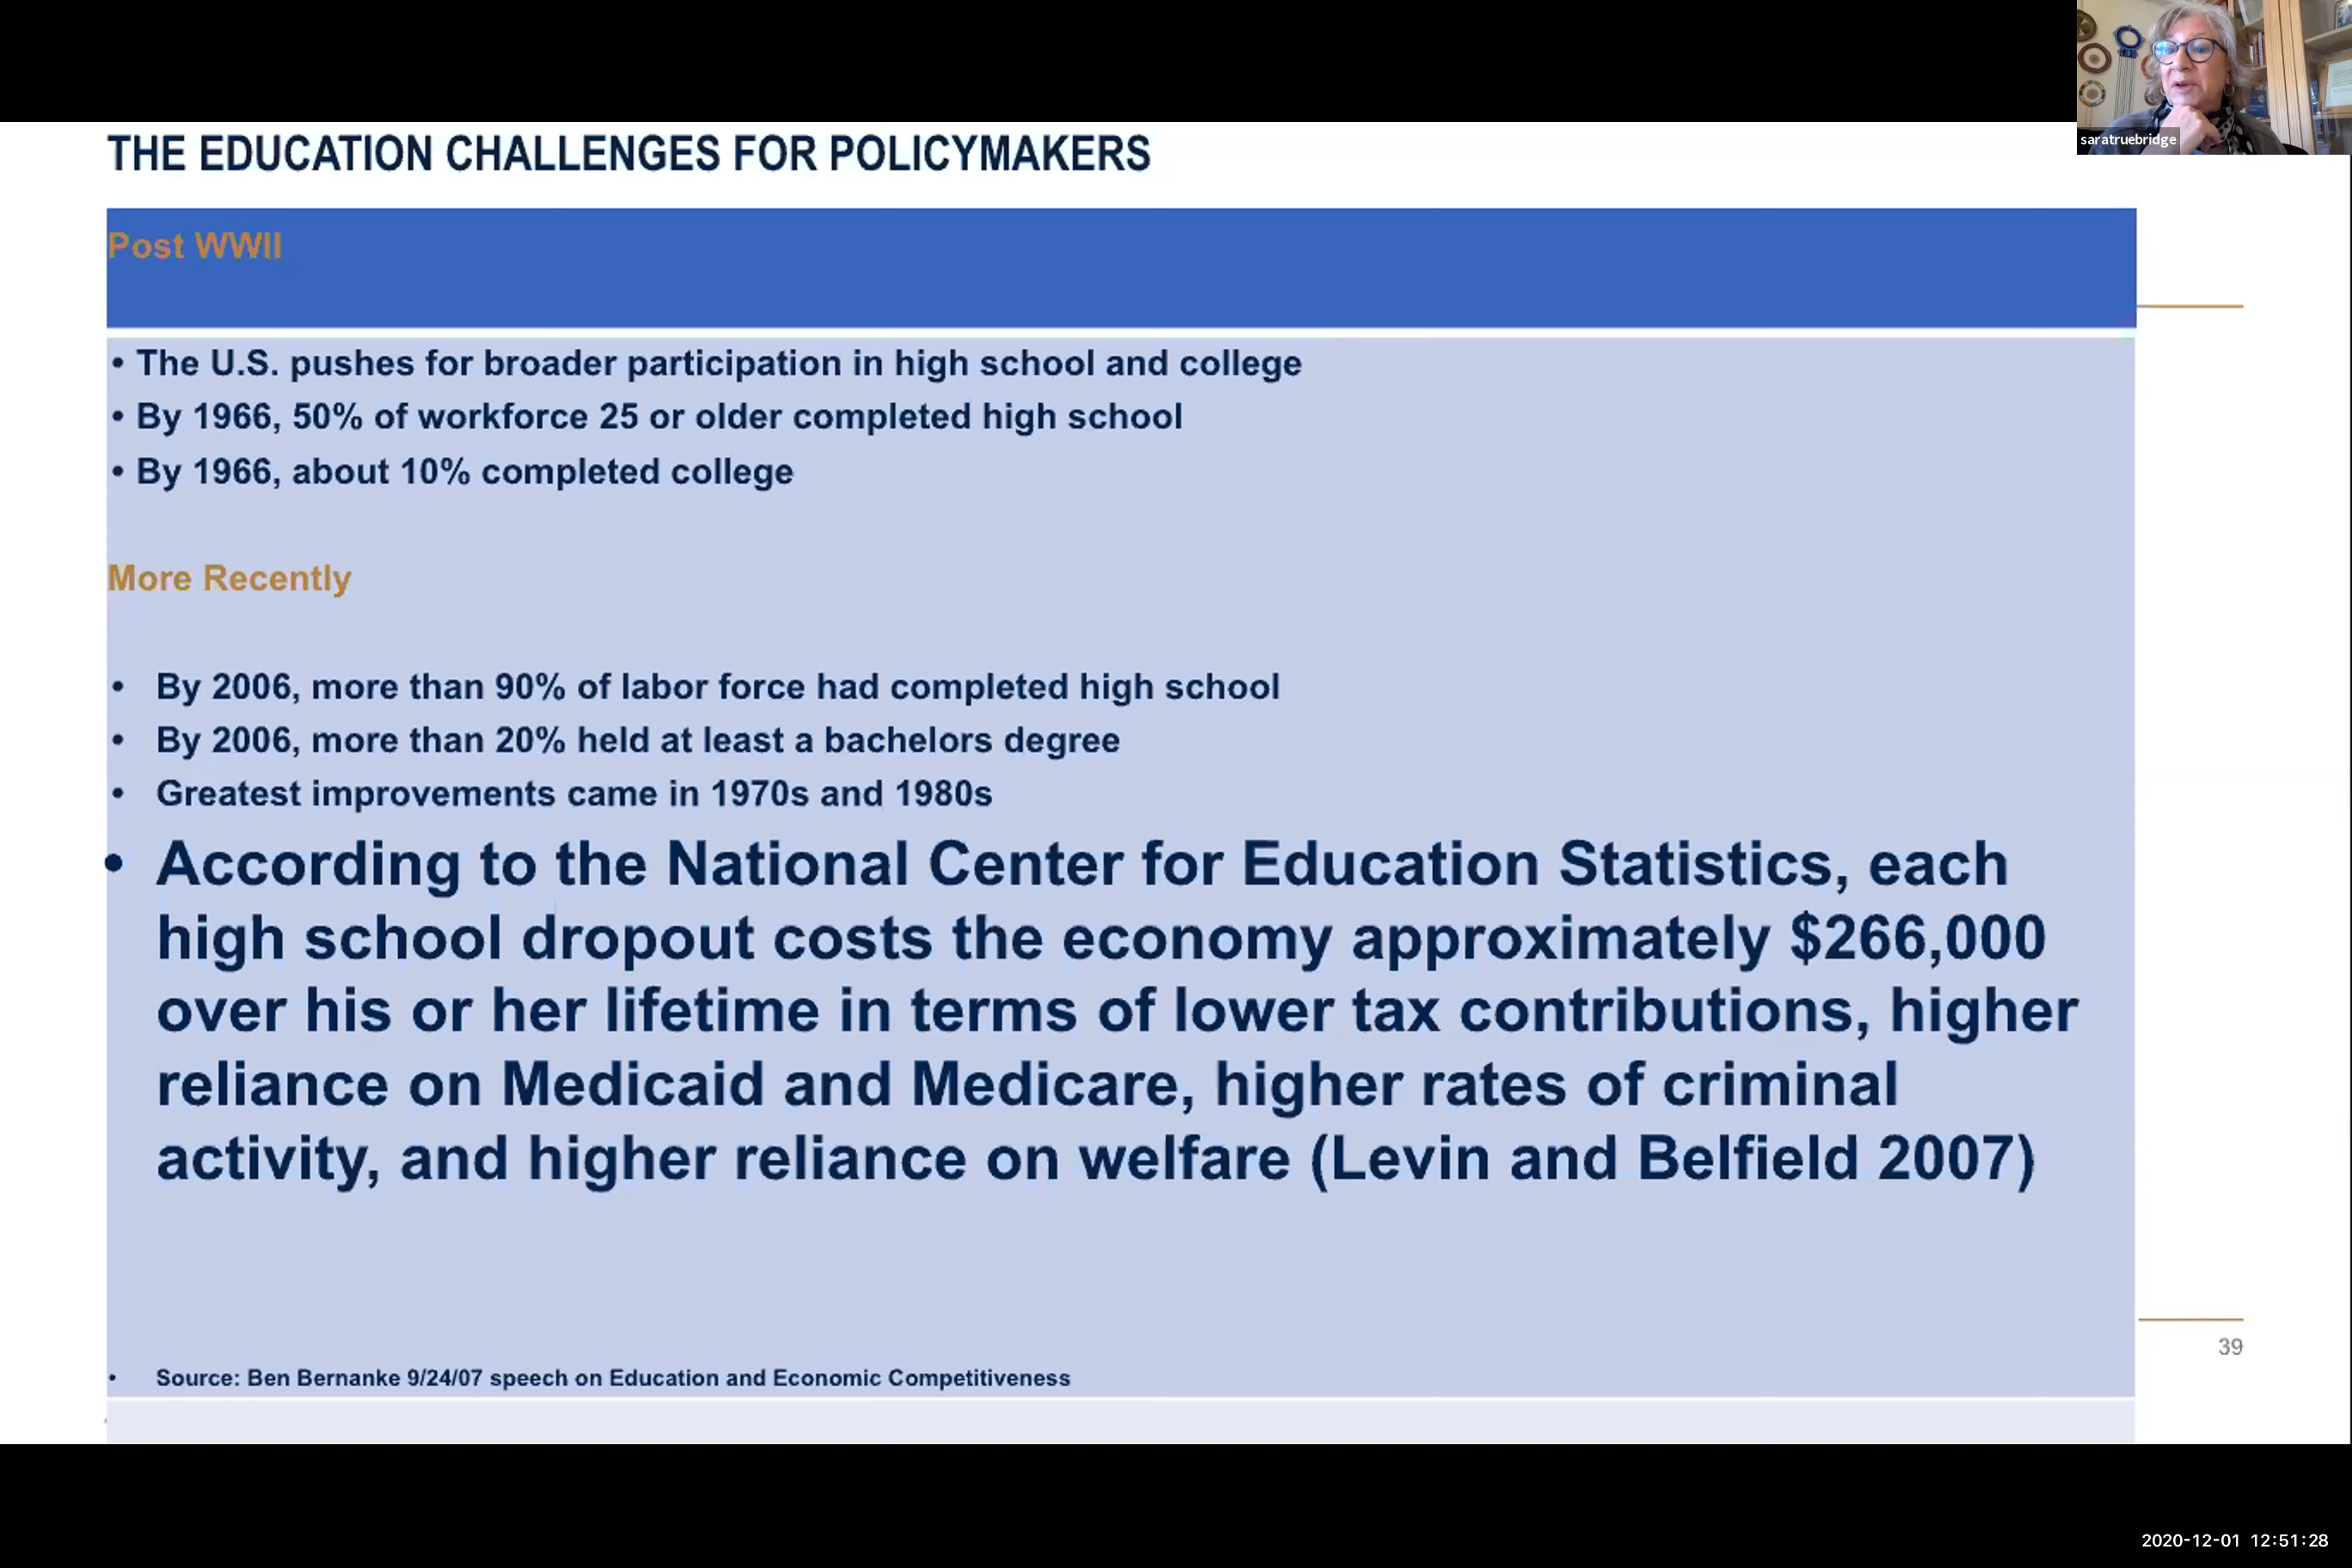 saratruebridge
THE EDUCATION CHALLENGES FOR POLICYMAKERS
Post WWII
• The U.S. pushes for broader participation in high school and college
• By 1966, 50% of workforce 25 or older completed high school
• By 1966, about 10% completed college
More Recently
• By 2006, more than 90% of labor force had completed high school
• By 2006, more than 20% held at least a bachelors degree
• Greatest improvements came in 1970s and 1980s
• According to the National Center for Education Statistics, each
high school dropout costs the economy approximately $266,000
over his or her lifetime in terms of lower tax contributions, higher
reliance on Medicaid and Medicare, higher rates of criminal
activity, and higher reliance on welfare (Levin and Belfield 2007)
39
• Source: Ben Bernanke 9/24/07 speech on Education and Economic Competitiveness
2020-12-01 12:51:28